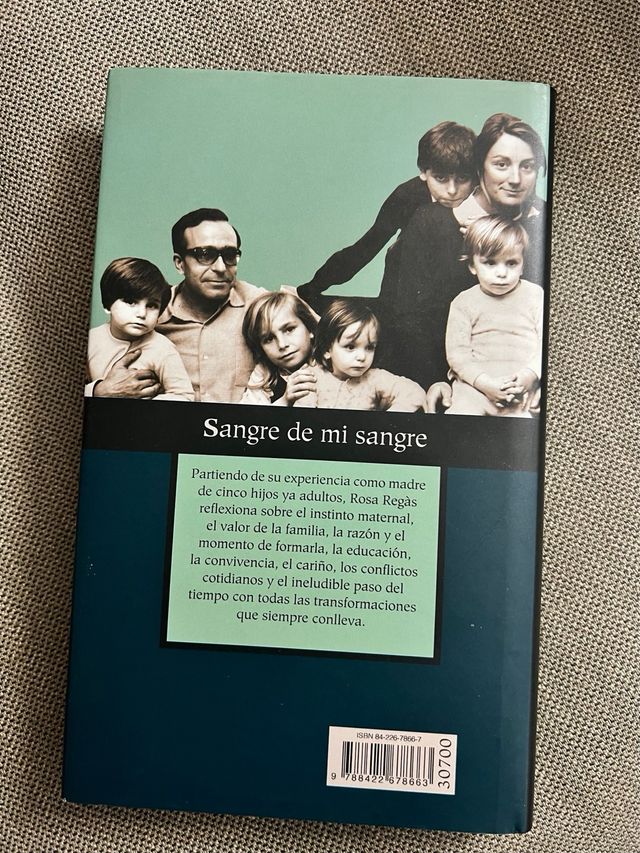 Sangre de mi sangre
Partiendo de su experiencia como madre
de cinco hijos ya adultos, Rosa Regàs
reflexiona sobre el instinto maternal,
el valor de la familia, la razón y el
momento de formarla, la educación,
la convivencia, el cariño, los conflictos
cotidianos y el ineludible paso del
tiempo con todas las transformaciones
que siempre conlleva.
ISBN 84-226-7866-7
9 788422 678663
30700